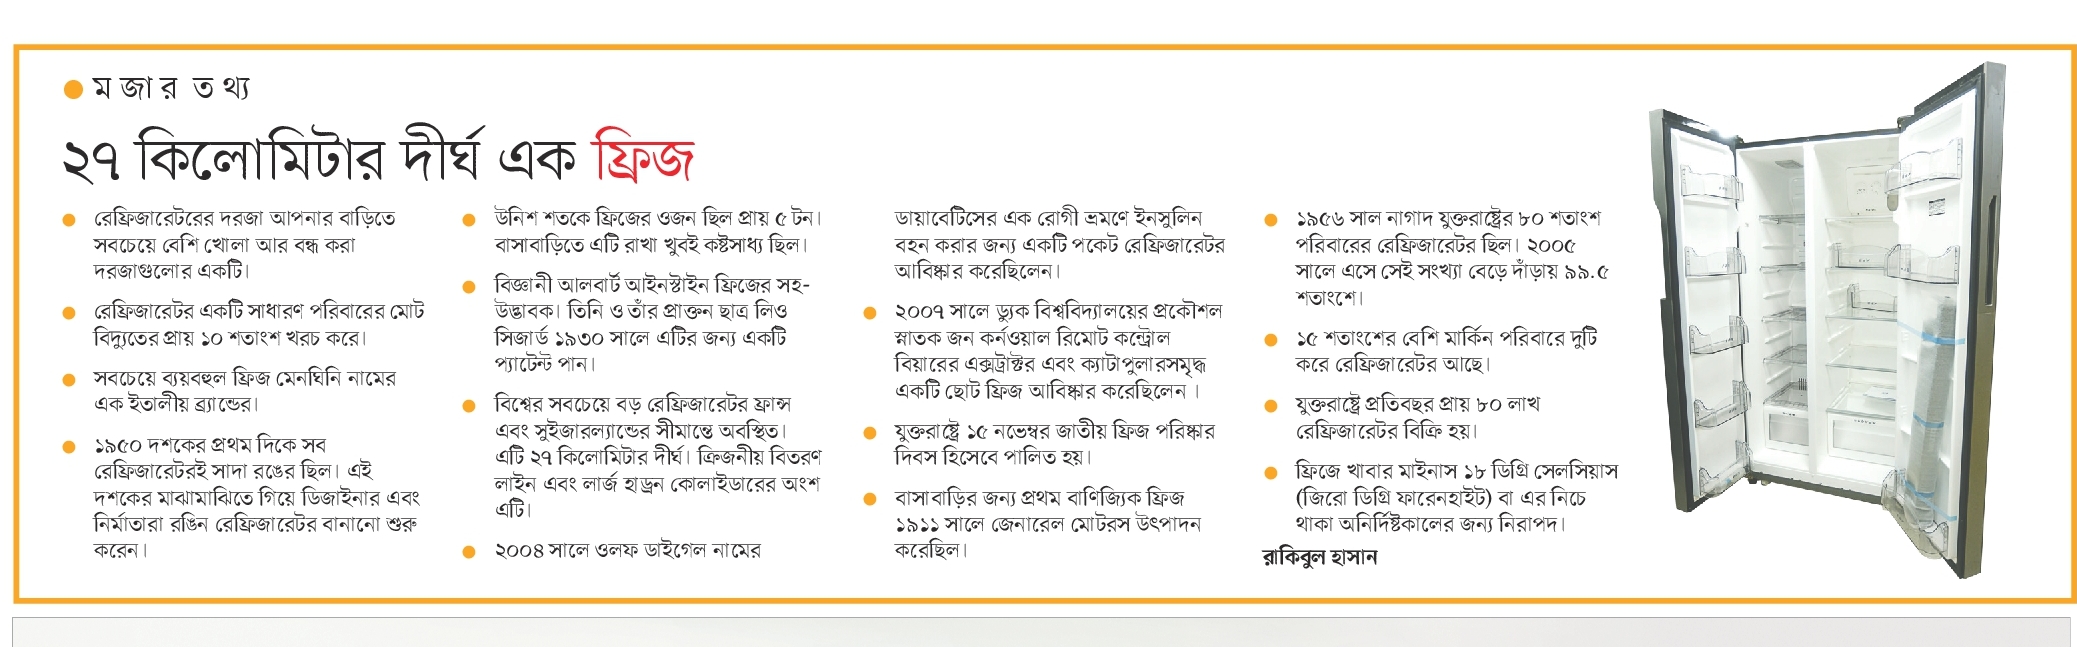 মজার তথ্য
২৭ কিলোমিটার দীর্ঘ এক ফ্রিজ
রেফ্রিজারেটরের দরজা আপনার বাড়িতে
সবচেয়ে বেশি খোলা আর বন্ধ করা
দরজাগুলোর একটি।
রেফ্রিজারেটর একটি সাধারণ পরিবারের মোট
বিদ্যুতের প্রায় ১০ শতাংশ খরচ করে।
সবচেয়ে ব্যয়বহুল ফ্রিজ মেনঘিনি নামের
এক ইতালীয় ব্র্যান্ডের।
১৯৫০ দশকের প্রথম দিকে সব
রেফ্রিজারেটরই সাদা রঙের ছিল। এই
দশকের মাঝামাঝিতে গিয়ে ডিজাইনার এবং
নির্মাতারা রঙিন রেফ্রিজারেটর বানানো শুরু
করেন।
উনিশ শতকে ফ্রিজের ওজন ছিল প্রায় ৫ টন।
বাসাবাড়িতে এটি রাখা খুবই কষ্টসাধ্য ছিল।
বিজ্ঞানী আলবার্ট আইনস্টাইন ফ্রিজের সহ-
উদ্ভাবক। তিনি ও তাঁর প্রাক্তন ছাত্র লিও
সিজার্ড ১৯৩০ সালে এটির জন্য একটি
প্যাটেন্ট পান।
বিশ্বের সবচেয়ে বড় রেফ্রিজারেটর ফ্রান্স
এবং সুইজারল্যান্ডের সীমান্তে অবস্থিত।
এটি ২৭ কিলোমিটার দীর্ঘ। ক্রিজনীয় বিতরণ
লাইন এবং লার্জ হাড্রন কোলাইডারের অংশ
এটি।
২০০৪ সালে ওলফ ডাইগেল নামের
ডায়াবেটিসের এক রোগী ভ্রমণে ইনসুলিন
বহন করার জন্য একটি পকেট রেফ্রিজারেটর
আবিষ্কার করেছিলেন।
২০০৭ সালে ড্যুক বিশ্ববিদ্যালয়ের প্রকৌশল
স্নাতক জন কর্নওয়াল রিমোট কন্ট্রোল
বিয়ারের এক্সট্রাক্টর এবং ক্যাটাপুলারসমৃদ্ধ
একটি ছোট ফ্রিজ আবিষ্কার করেছিলেন ।
যুক্তরাষ্ট্রে ১৫ নভেম্বর জাতীয় ফ্রিজ পরিষ্কার
দিবস হিসেবে পালিত হয়।
বাসাবাড়ির জন্য প্রথম বাণিজ্যিক ফ্রিজ
১৯১১ সালে জেনারেল মোটরস উৎপাদন
করেছিল।
১৯৫৬ সাল নাগাদ যুক্তরাষ্ট্রের ৮০ শতাংশ
পরিবারের রেফ্রিজারেটর ছিল। ২০০৫
সালে এসে সেই সংখ্যা বেড়ে দাঁড়ায় ৯৯.৫
শতাংশে।
১৫ শতাংশের বেশি মার্কিন পরিবারে দুটি
করে রেফ্রিজারেটর আছে।
যুক্তরাষ্ট্রে প্রতিবছর প্রায় ৮০ লাখ
রেফ্রিজারেটর বিক্রি হয়।
ফ্রিজে খাবার মাইনাস ১৮ ডিগ্রি সেলসিয়াস
(জিরো ডিগ্রি ফারেনহাইট) বা এর নিচে
থাকা অনির্দিষ্টকালের জন্য নিরাপদ।
রাকিবুল হাসান